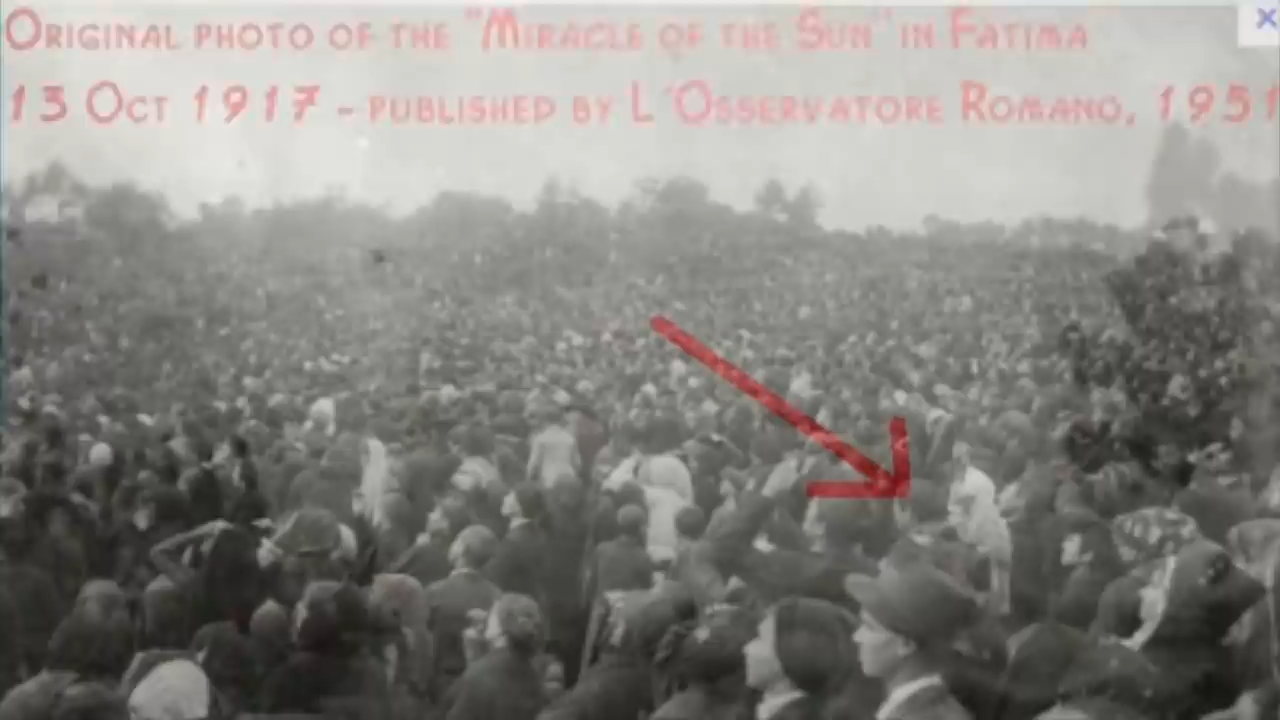 Original photo of the "Miracle of the Sun" in Fatima
13 Oct 1917 - published by L'Osservatore Romano, 1951